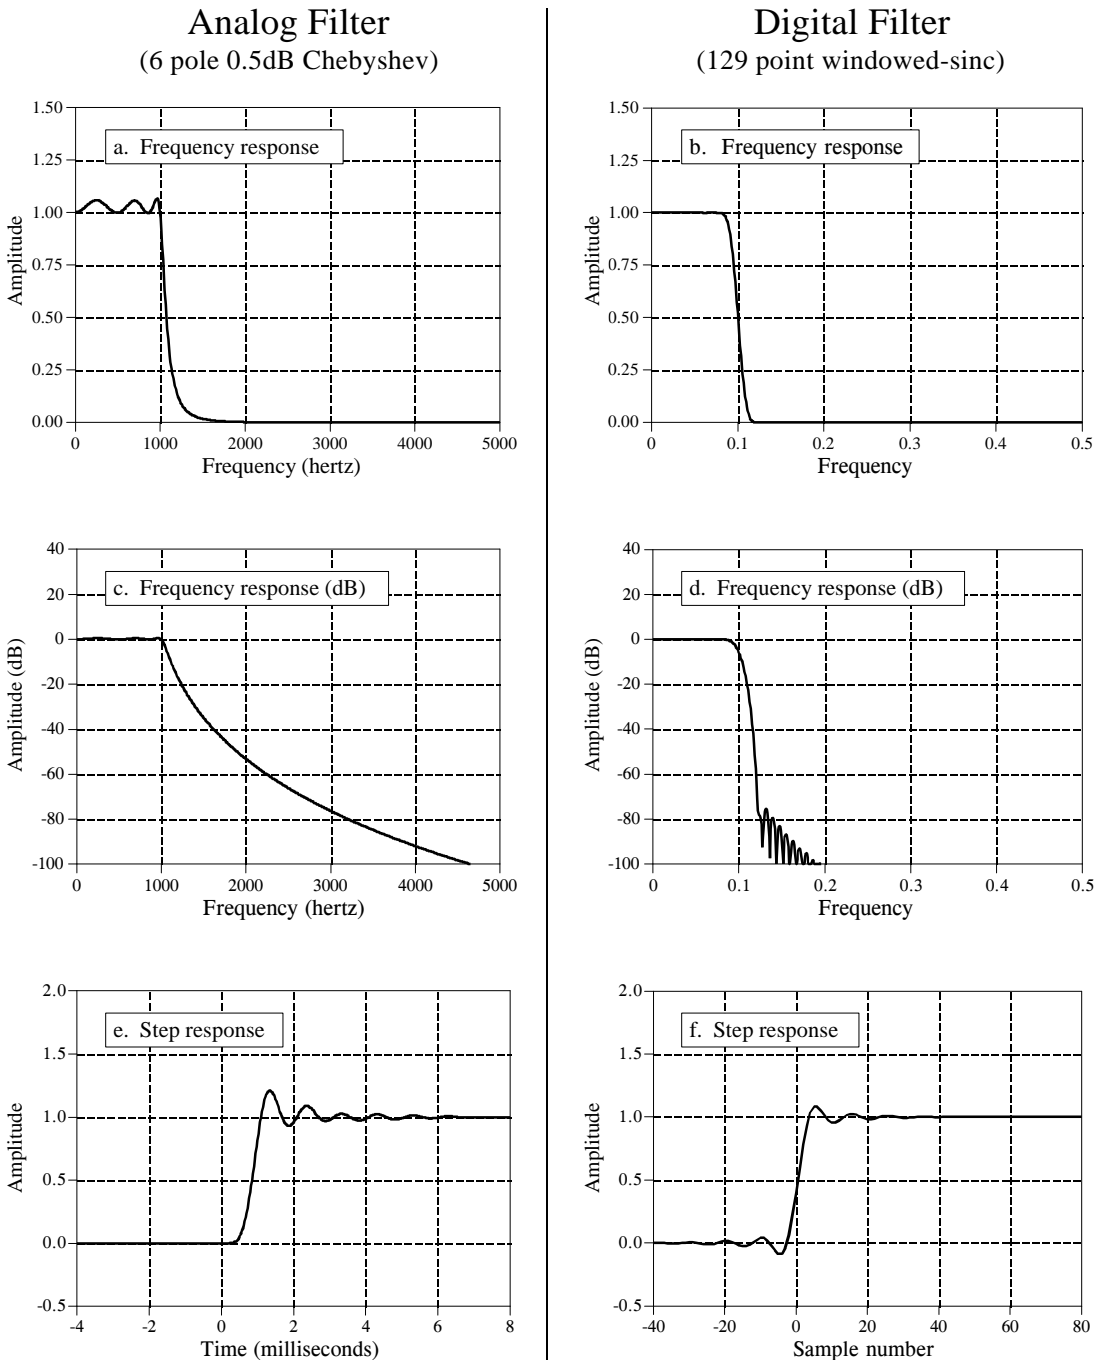 Analog Filter
(6 pole 0.5dB Chebyshev)
Digital Filter
(129 point windowed-sinc)
a. Frequency response
Amplitude
1.50
1.25
1.00
0.75
0.50
0.25
0.00
0 1000 2000 3000 4000 5000
Frequency (hertz)
b. Frequency response
Amplitude
1.50
1.25
1.00
0.75
0.50
0.25
0.00
0 0.1 0.2 0.3 0.4 0.5
Frequency
c. Frequency response (dB)
Amplitude (dB)
40
20
0
-20
-40
-60
-80
-100
0 1000 2000 3000 4000 5000
Frequency (hertz)
d. Frequency response (dB)
Amplitude (dB)
40
20
0
-20
-40
-60
-80
-100
0 0.1 0.2 0.3 0.4 0.5
Frequency
e. Step response
Amplitude
2.0
1.5
1.0
0.5
0.0
-0.5
-4 -2 0 2 4 6 8
Time (milliseconds)
f. Step response
Amplitude
2.0
1.5
1.0
0.5
0.0
-0.5
-40 -20 0 20 40 60 80
Sample number